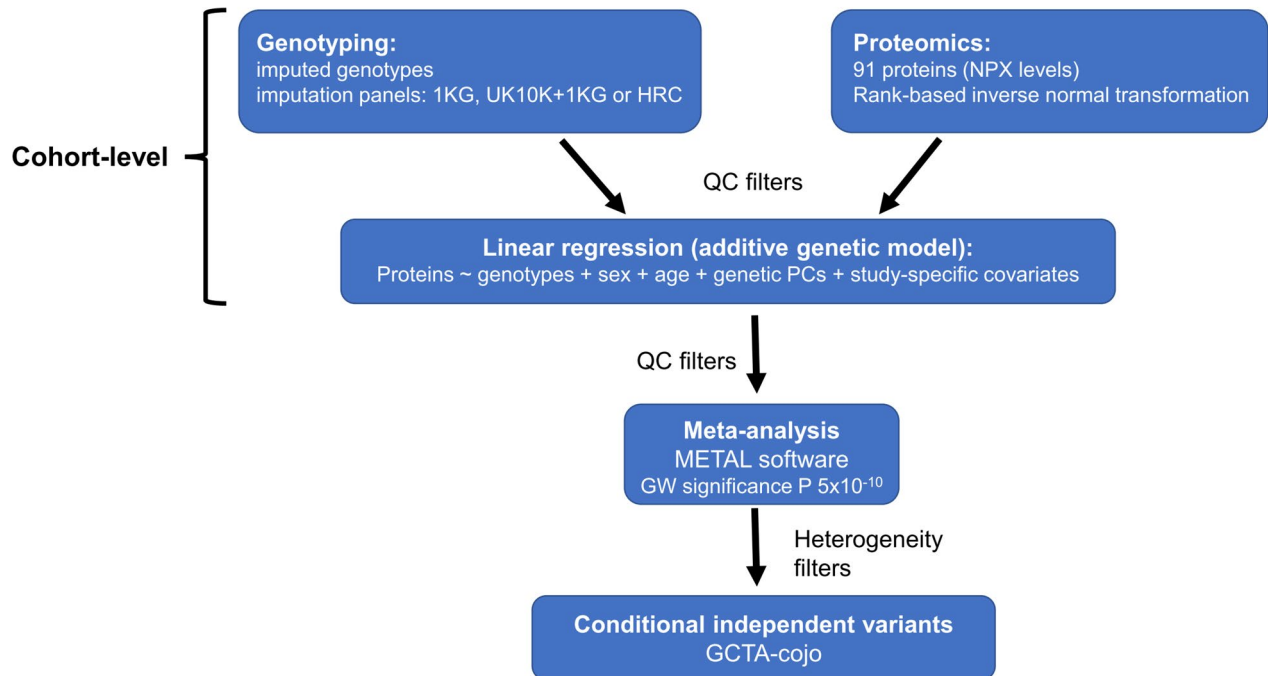 Genotyping:
imputed genotypes
imputation panels: 1KG, UK10K+1KG or HRC
Proteomics:
91 proteins (NPX levels)
Rank-based inverse normal transformation
Cohort-level
QC filters
Linear regression (additive genetic model):
Proteins ~ genotypes + sex + age + genetic PCs + study-specific covariates
QC filters
Meta-analysis
METAL software
GW significance P 5x10⁻¹⁰
Heterogeneity
filters
Conditional independent variants
GCTA-cojo